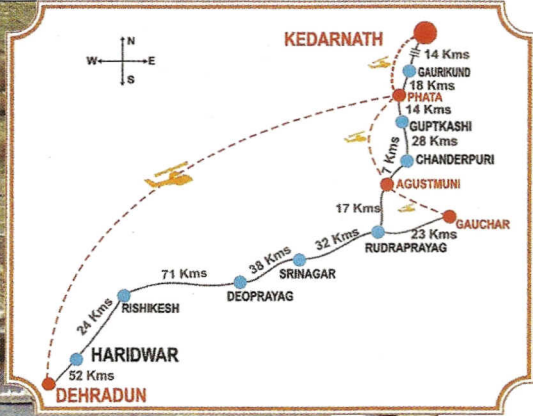 N
W E
S
KEDARNATH
14 Kms
GAURIKUND
18 Kms
PHATA
14 Kms
GUPTKASHI
28 Kms
CHANDERPURI
7 Kms
AGUSTMUNI
17 Kms
GAUCHAR
23 Kms
RUDRAPRAYAG
32 Kms
SRINAGAR
38 Kms
DEOPRAYAG
71 Kms
RISHIKESH
24 Kms
HARIDWAR
52 Kms
DEHRADUN